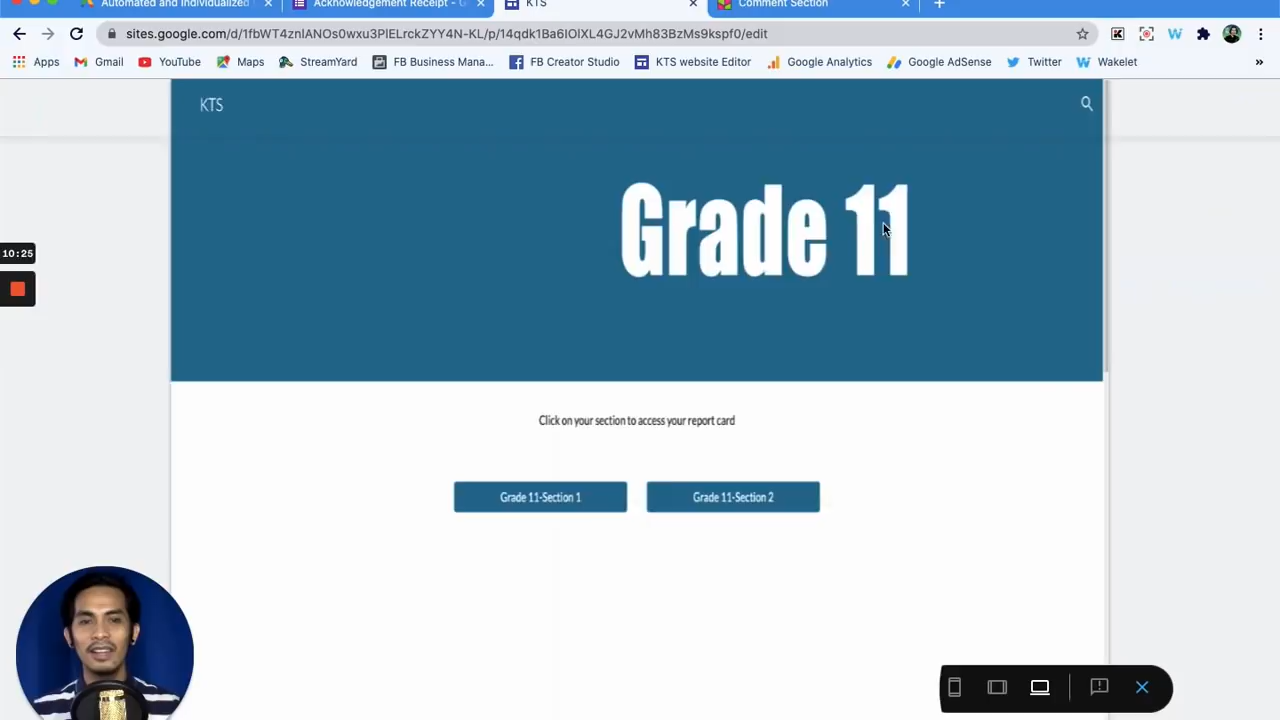 Automated and Individualized
Acknowledgement Receipt - G
KTS
Comment Section
sites.google.com/d/1fbWT4znlANOs0wxu3PlELrckZYY4N-KL/p/14qdk1Ba6IOlXL4GJ2vMh83BzMs9kspf0/edit
Apps
Gmail
YouTube
Maps
StreamYard
FB Business Mana...
FB Creator Studio
KTS website Editor
Google Analytics
Google AdSense
Twitter
Wakelet
»
KTS
Grade 11
10:25
Click on your section to access your report card
Grade 11-Section 1
Grade 11-Section 2